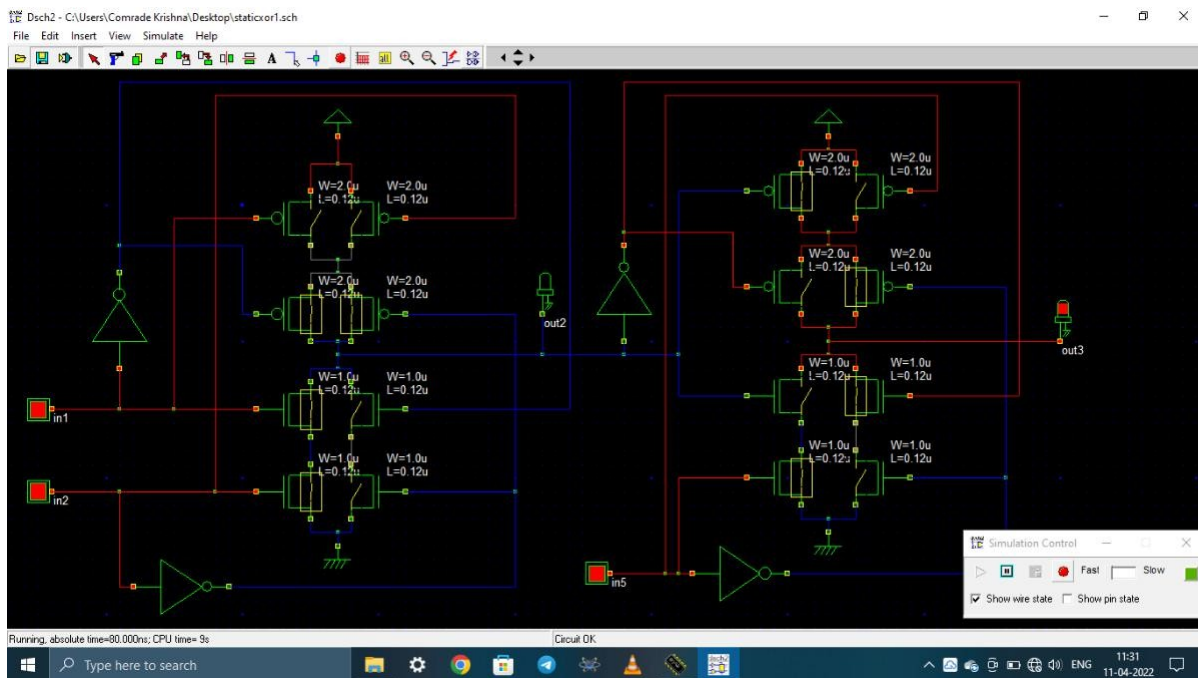 Dsch2 - C:\Users\Comrade Krishna\Desktop\staticxor1.sch
File Edit Insert View Simulate Help
W=2.0u W=2.0u
L=0.12u L=0.12u
W=2.0u W=2.0u
L=0.12u L=0.12u
W=2.0u W=2.0u
L=0.12u L=0.12u
W=2.0u W=2.0u
L=0.12u L=0.12u
out2
out3
W=1.0u W=1.0u
L=0.12u L=0.12u
W=1.0u W=1.0u
L=0.12u L=0.12u
in1
W=1.0u W=1.0u
L=0.12u L=0.12u
W=1.0u W=1.0u
L=0.12u L=0.12u
in2
in5
Simulation Control
Fast Slow
Show wire state Show pin state
Running, absolute time=80.000ns; CPU time= 9s
Circuit OK
Type here to search
ENG
11:31
11-04-2022